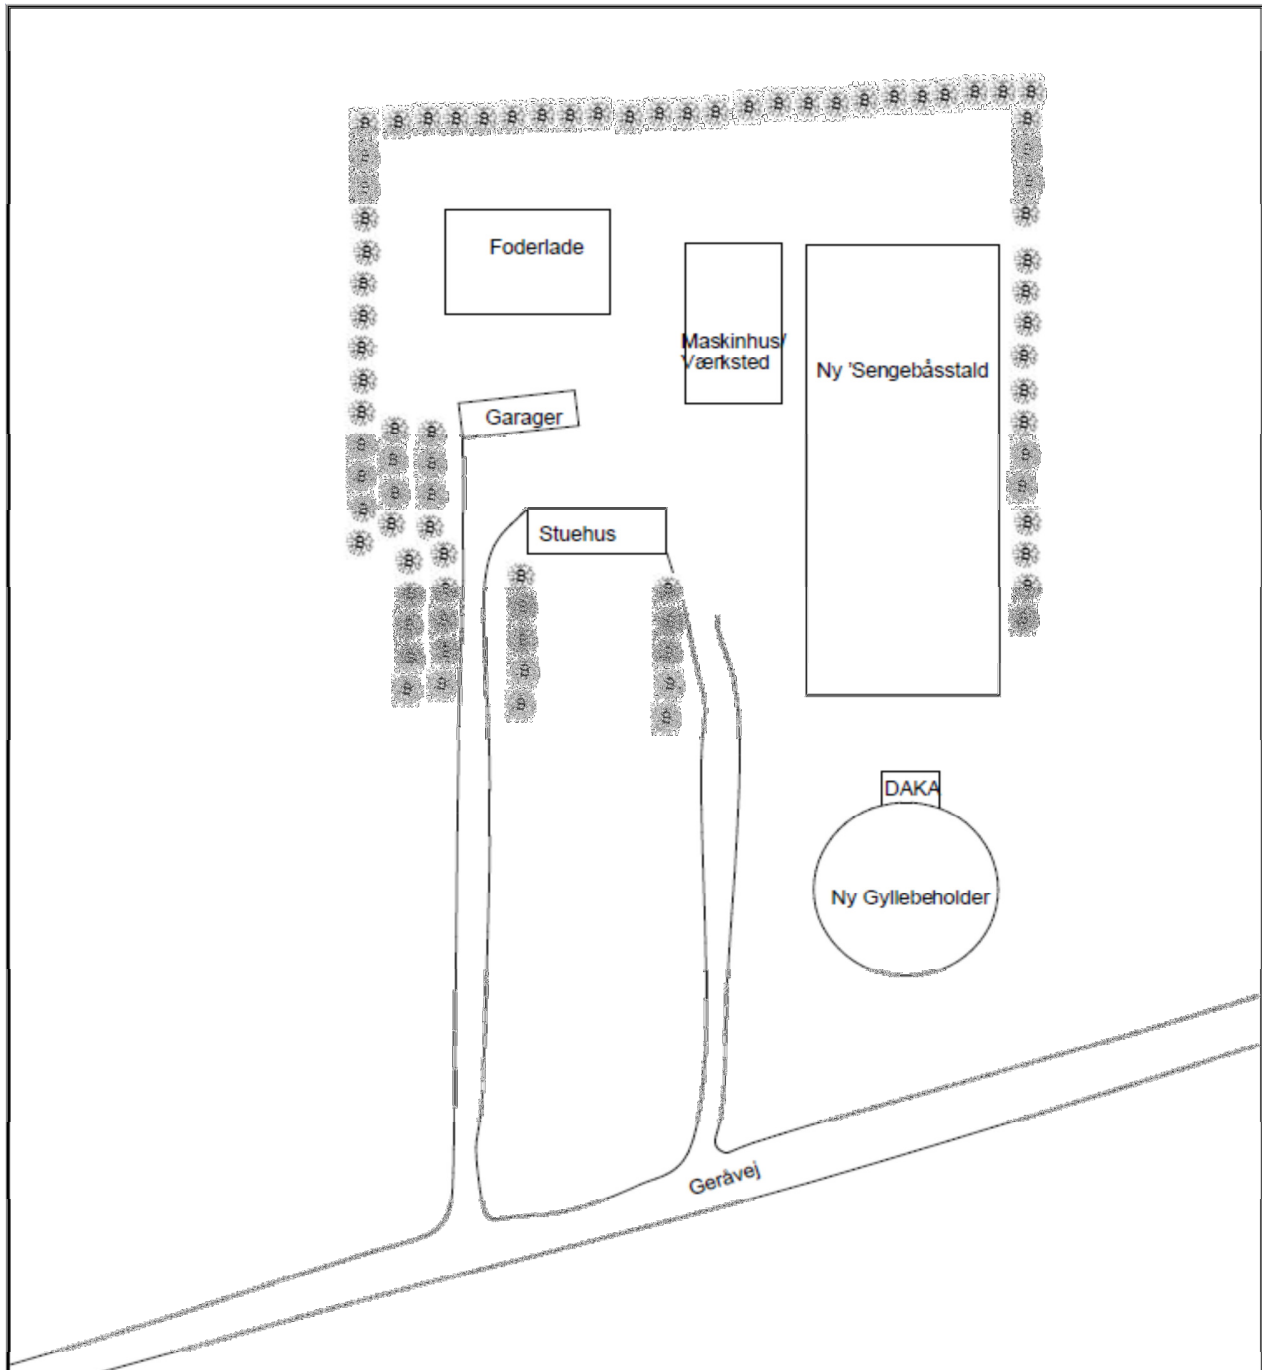 Foderlade
Maskinhus/
Værksted
Ny 'Sengebåsstald
Garager
Stuehus
DAKA
Ny Gyllebeholder
Geråvej